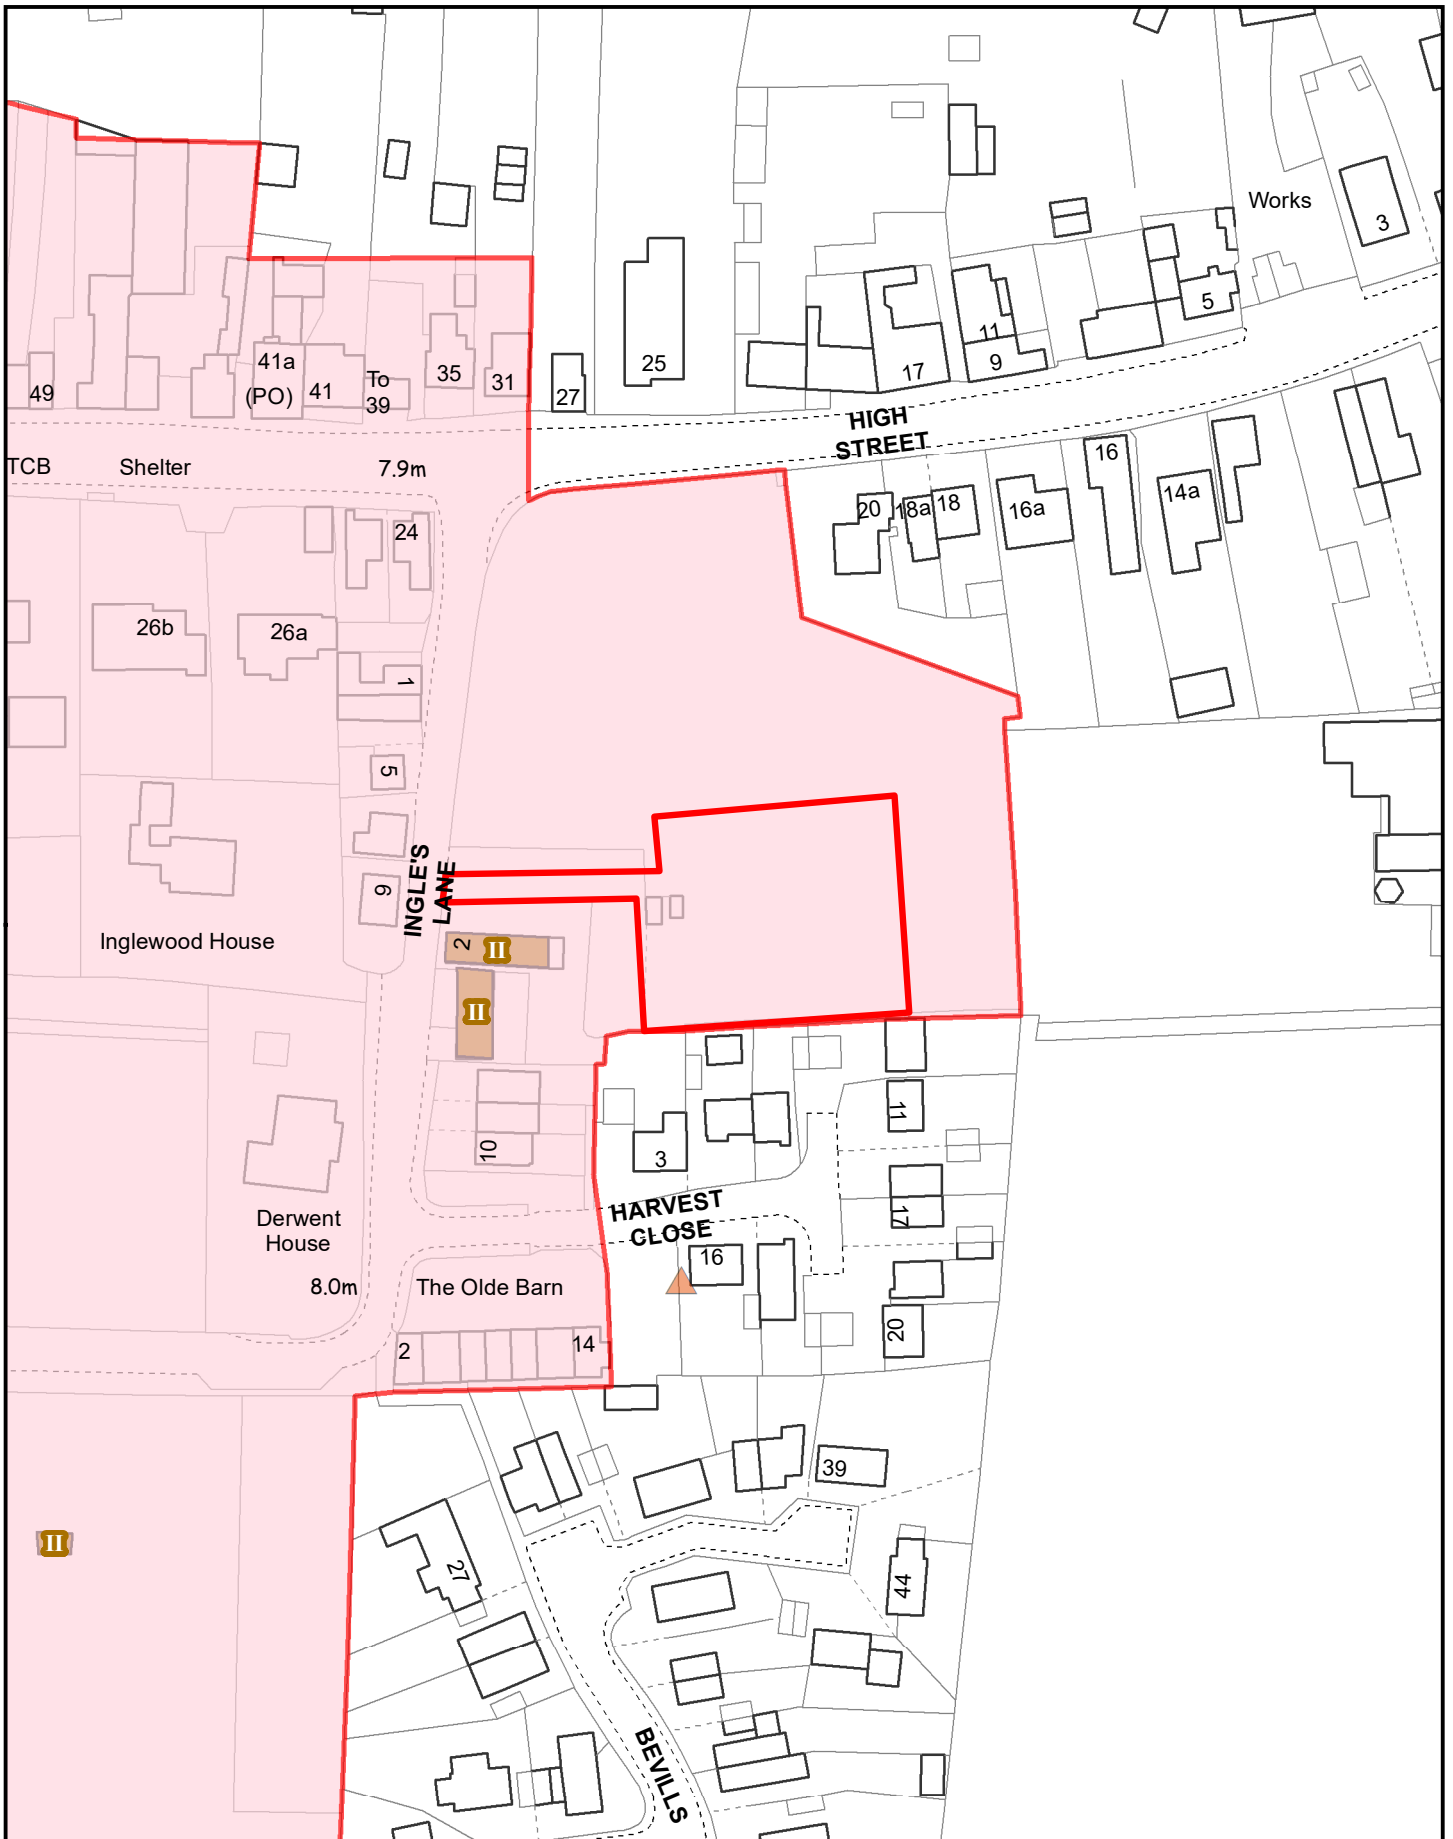 Works
3
5
11
9
17
25
27
31
35
To
39
41
41a
(PO)
49
HIGH
STREET
TCB
Shelter
7.9m
16
14a
16a
18
18a
20
24
26b
26a
1
5
6
INGLE'S
LANE
Inglewood House
2
II
II
10
3
11
17
HARVEST
CLOSE
16
20
Derwent
House
8.0m
The Olde Barn
2
14
39
27
44
II
BEVILLS